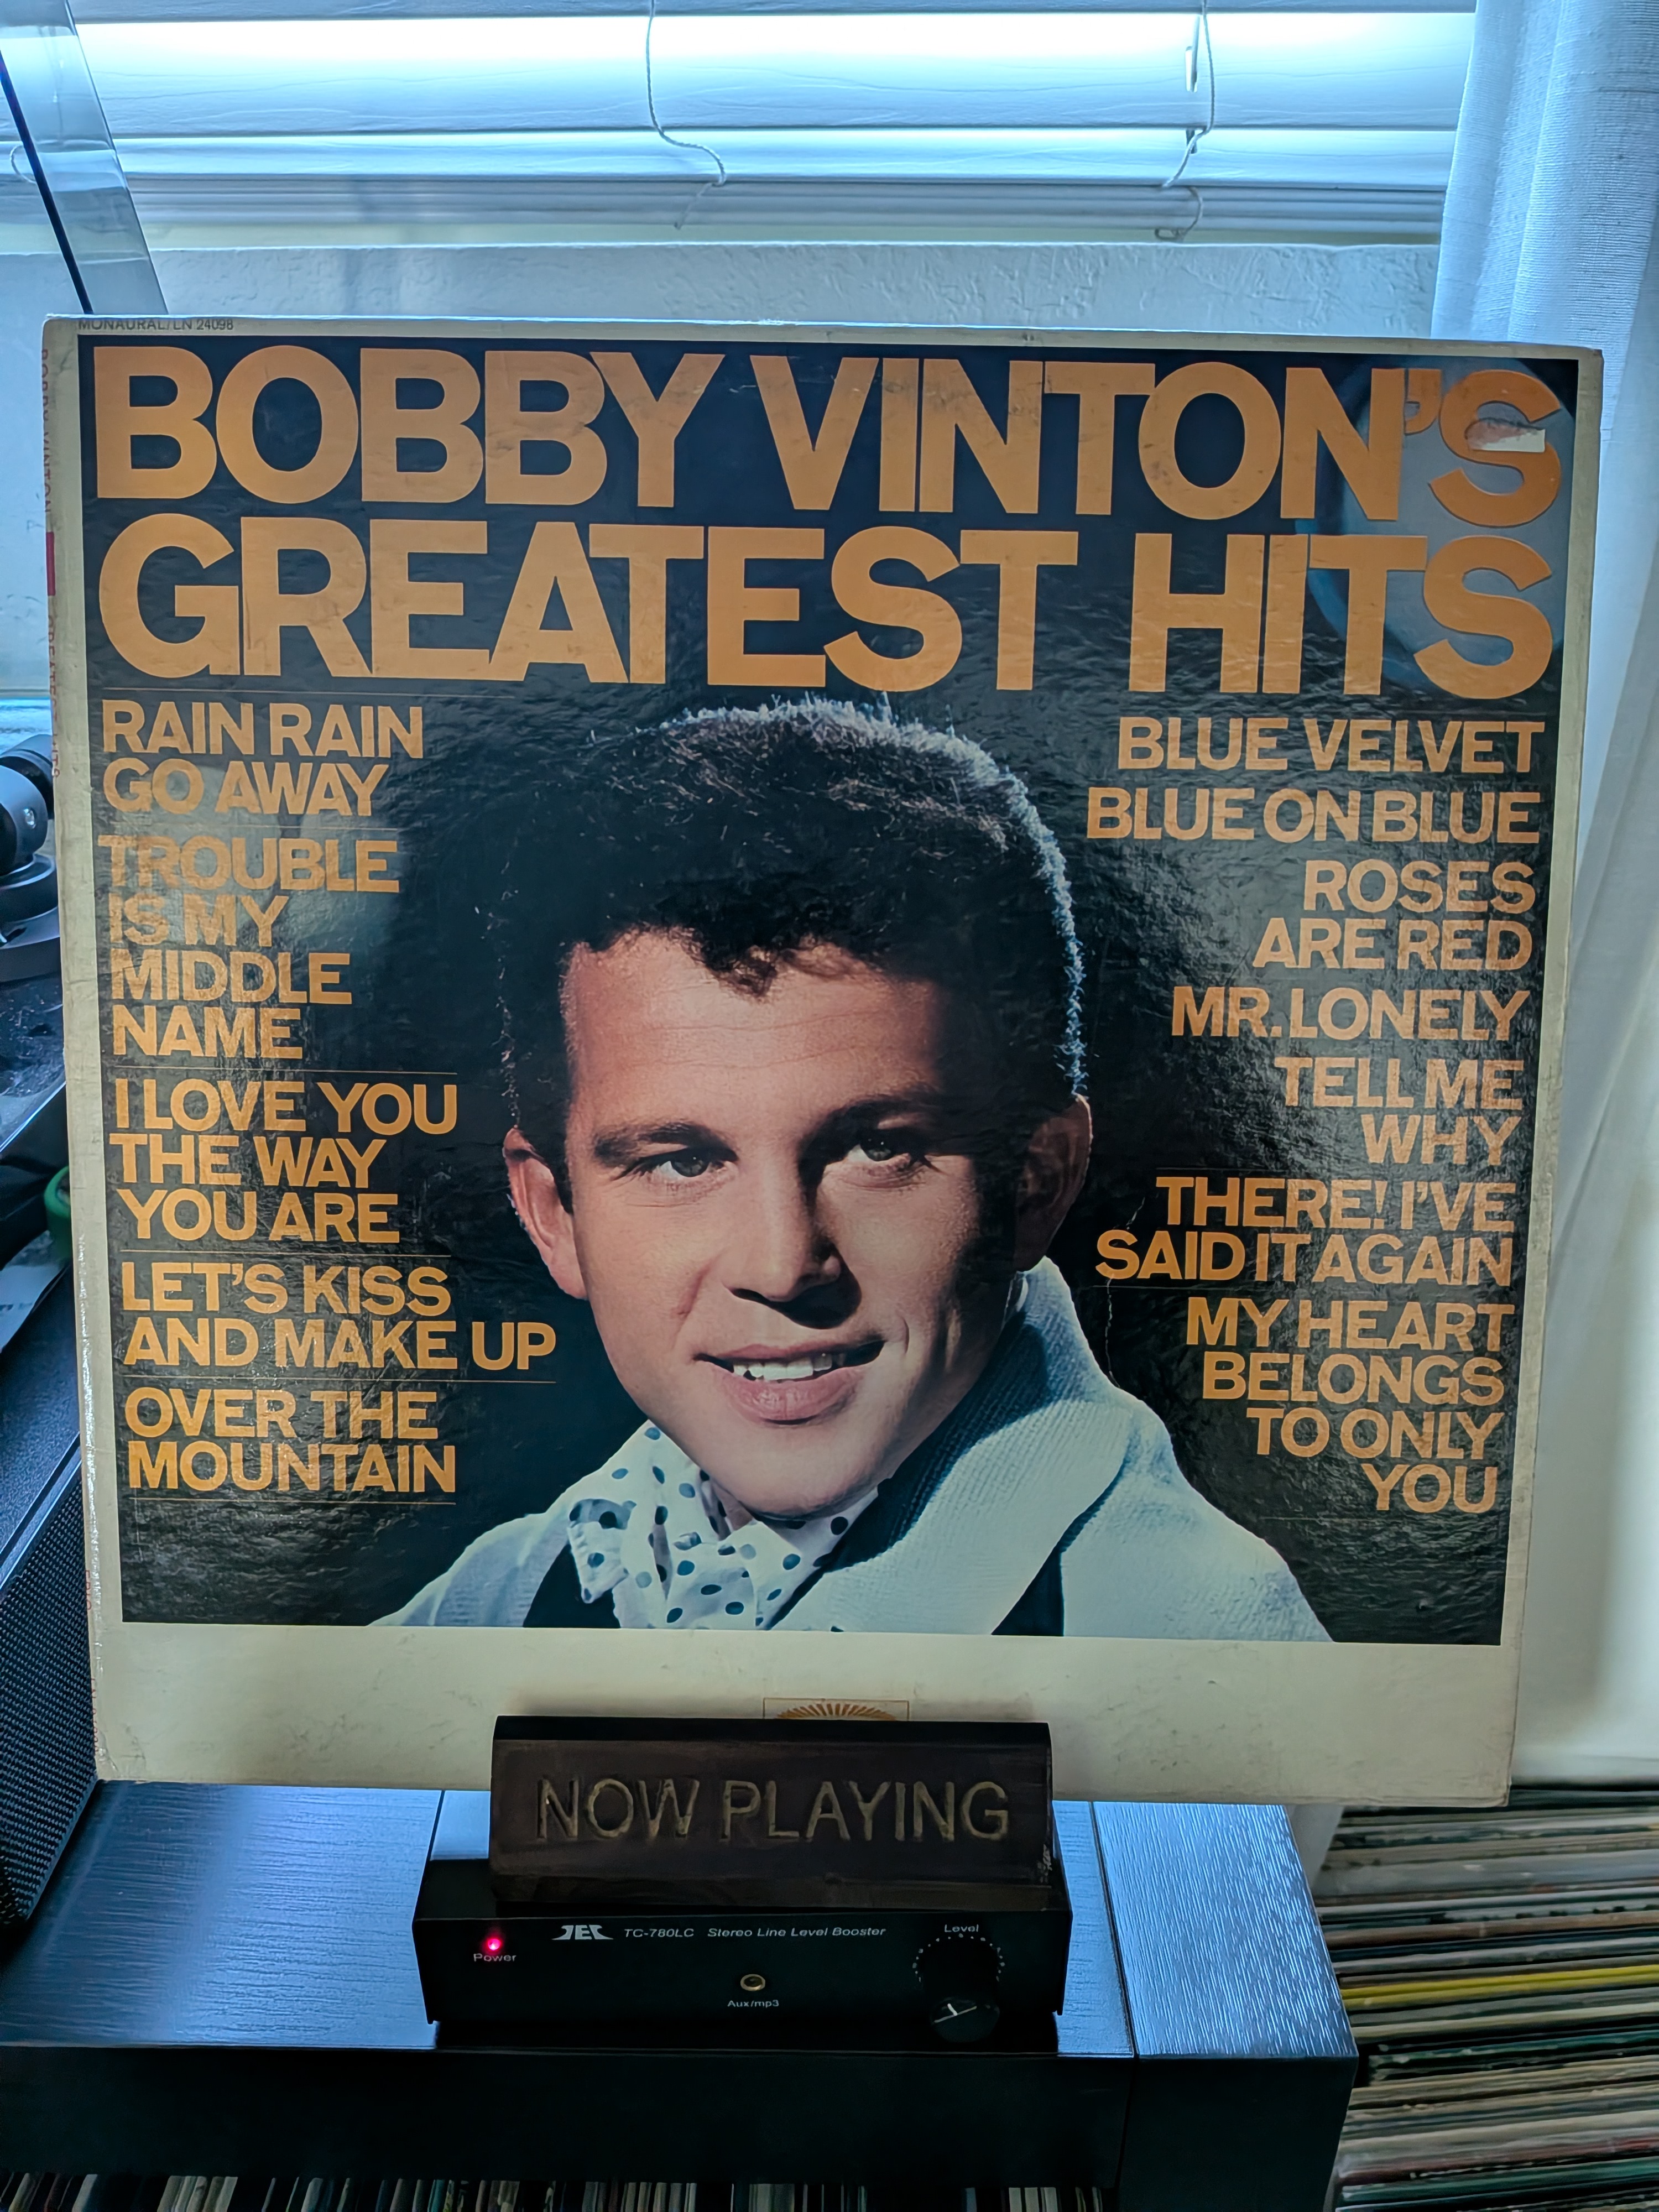 MONAURAL/LN 24098
BOBBY VINTON'S
GREATEST HITS
RAIN RAIN
GO AWAY
TROUBLE
IS MY
MIDDLE
NAME
I LOVE YOU
THE WAY
YOU ARE
LET'S KISS
AND MAKE UP
OVER THE
MOUNTAIN
BLUE VELVET
BLUE ON BLUE
ROSES
ARE RED
MR. LONELY
TELL ME
WHY
THERE! I'VE
SAID IT AGAIN
MY HEART
BELONGS
TO ONLY
YOU
NOW PLAYING
Power
TEC TC-780LC Stereo Line Level Booster
Level
Aux/mp3